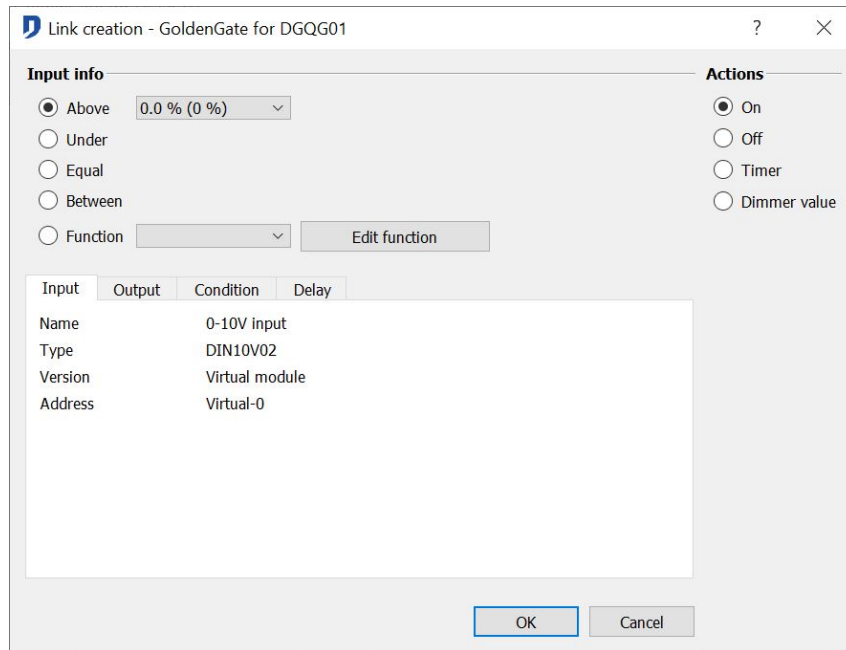 Link creation - GoldenGate for DGQG01
?
Input info
Actions
Above 0.0 % (0 %)
On
Under
Off
Equal
Timer
Between
Dimmer value
Function
Edit function
Input Output Condition Delay
Name 0-10V input
Type DIN10V02
Version Virtual module
Address Virtual-0
OK Cancel